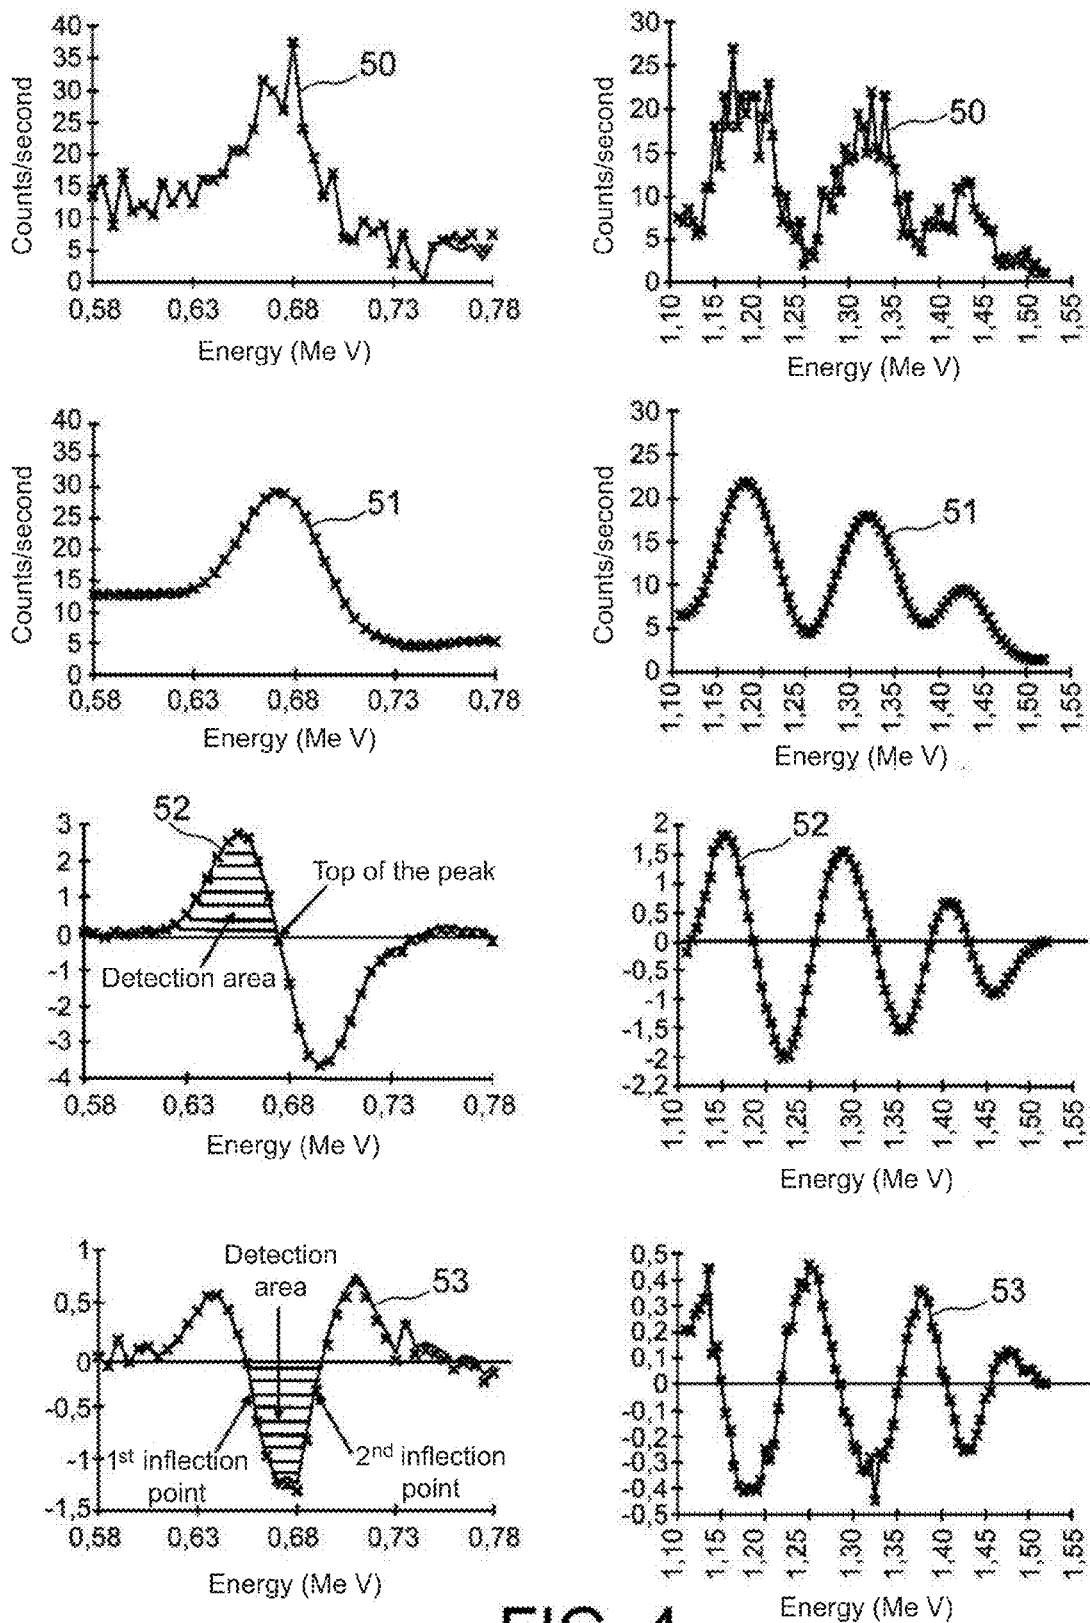 40
35
30
25
20
15
10
5
0
Counts/second
50
0,58 0,63 0,68 0,73 0,78
Energy (Me V)
30
25
20
15
10
5
0
Counts/second
50
1,10 1,15 1,20 1,25 1,30 1,35 1,40 1,45 1,50 1,55
Energy (Me V)
40
35
30
25
20
15
10
5
0
Counts/second
51
0,58 0,63 0,68 0,73 0,78
Energy (Me V)
30
25
20
15
10
5
0
Counts/second
51
1,10 1,15 1,20 1,25 1,30 1,35 1,40 1,45 1,50 1,55
Energy (Me V)
3
2
1
0
-1
-2
-3
-4
52
Top of the peak
Detection area
0,58 0,63 0,68 0,73 0,78
Energy (Me V)
2
1,5
1
0,5
0
-0,5
-1
-1,5
-2
-2,2
52
1,10 1,15 1,20 1,25 1,30 1,35 1,40 1,45 1,50 1,55
Energy (Me V)
1
0,5
0
-0,5
-1
-1,5
Detection
area
53
1st inflection
point
2nd inflection
point
0,58 0,63 0,68 0,73 0,78
Energy (Me V)
0,5
0,4
0,3
0,2
0,1
0
-0,1
-0,2
-0,3
-0,4
-0,5
53
1,10 1,15 1,20 1,25 1,30 1,35 1,40 1,45 1,50 1,55
Energy (Me V)